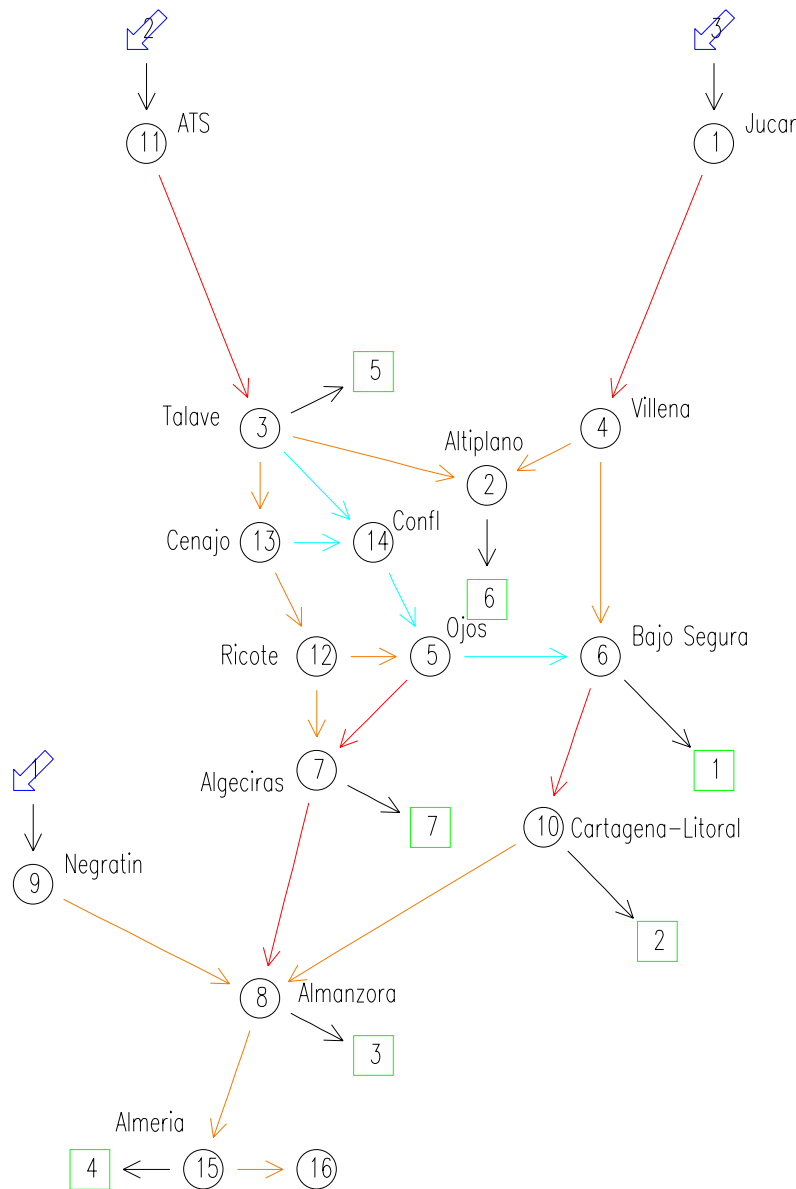 2
3
11 ATS
1 Jucar
5
Talave 3
4 Villena
Altiplano
2
Cenajo 13
14 Confl
6
Ojos
Ricote 12
5
6 Bajo Segura
1
1
Algeciras 7
7
10 Cartagena-Litoral
9 Negratin
2
8 Almanzora
3
Almeria
4
15
16